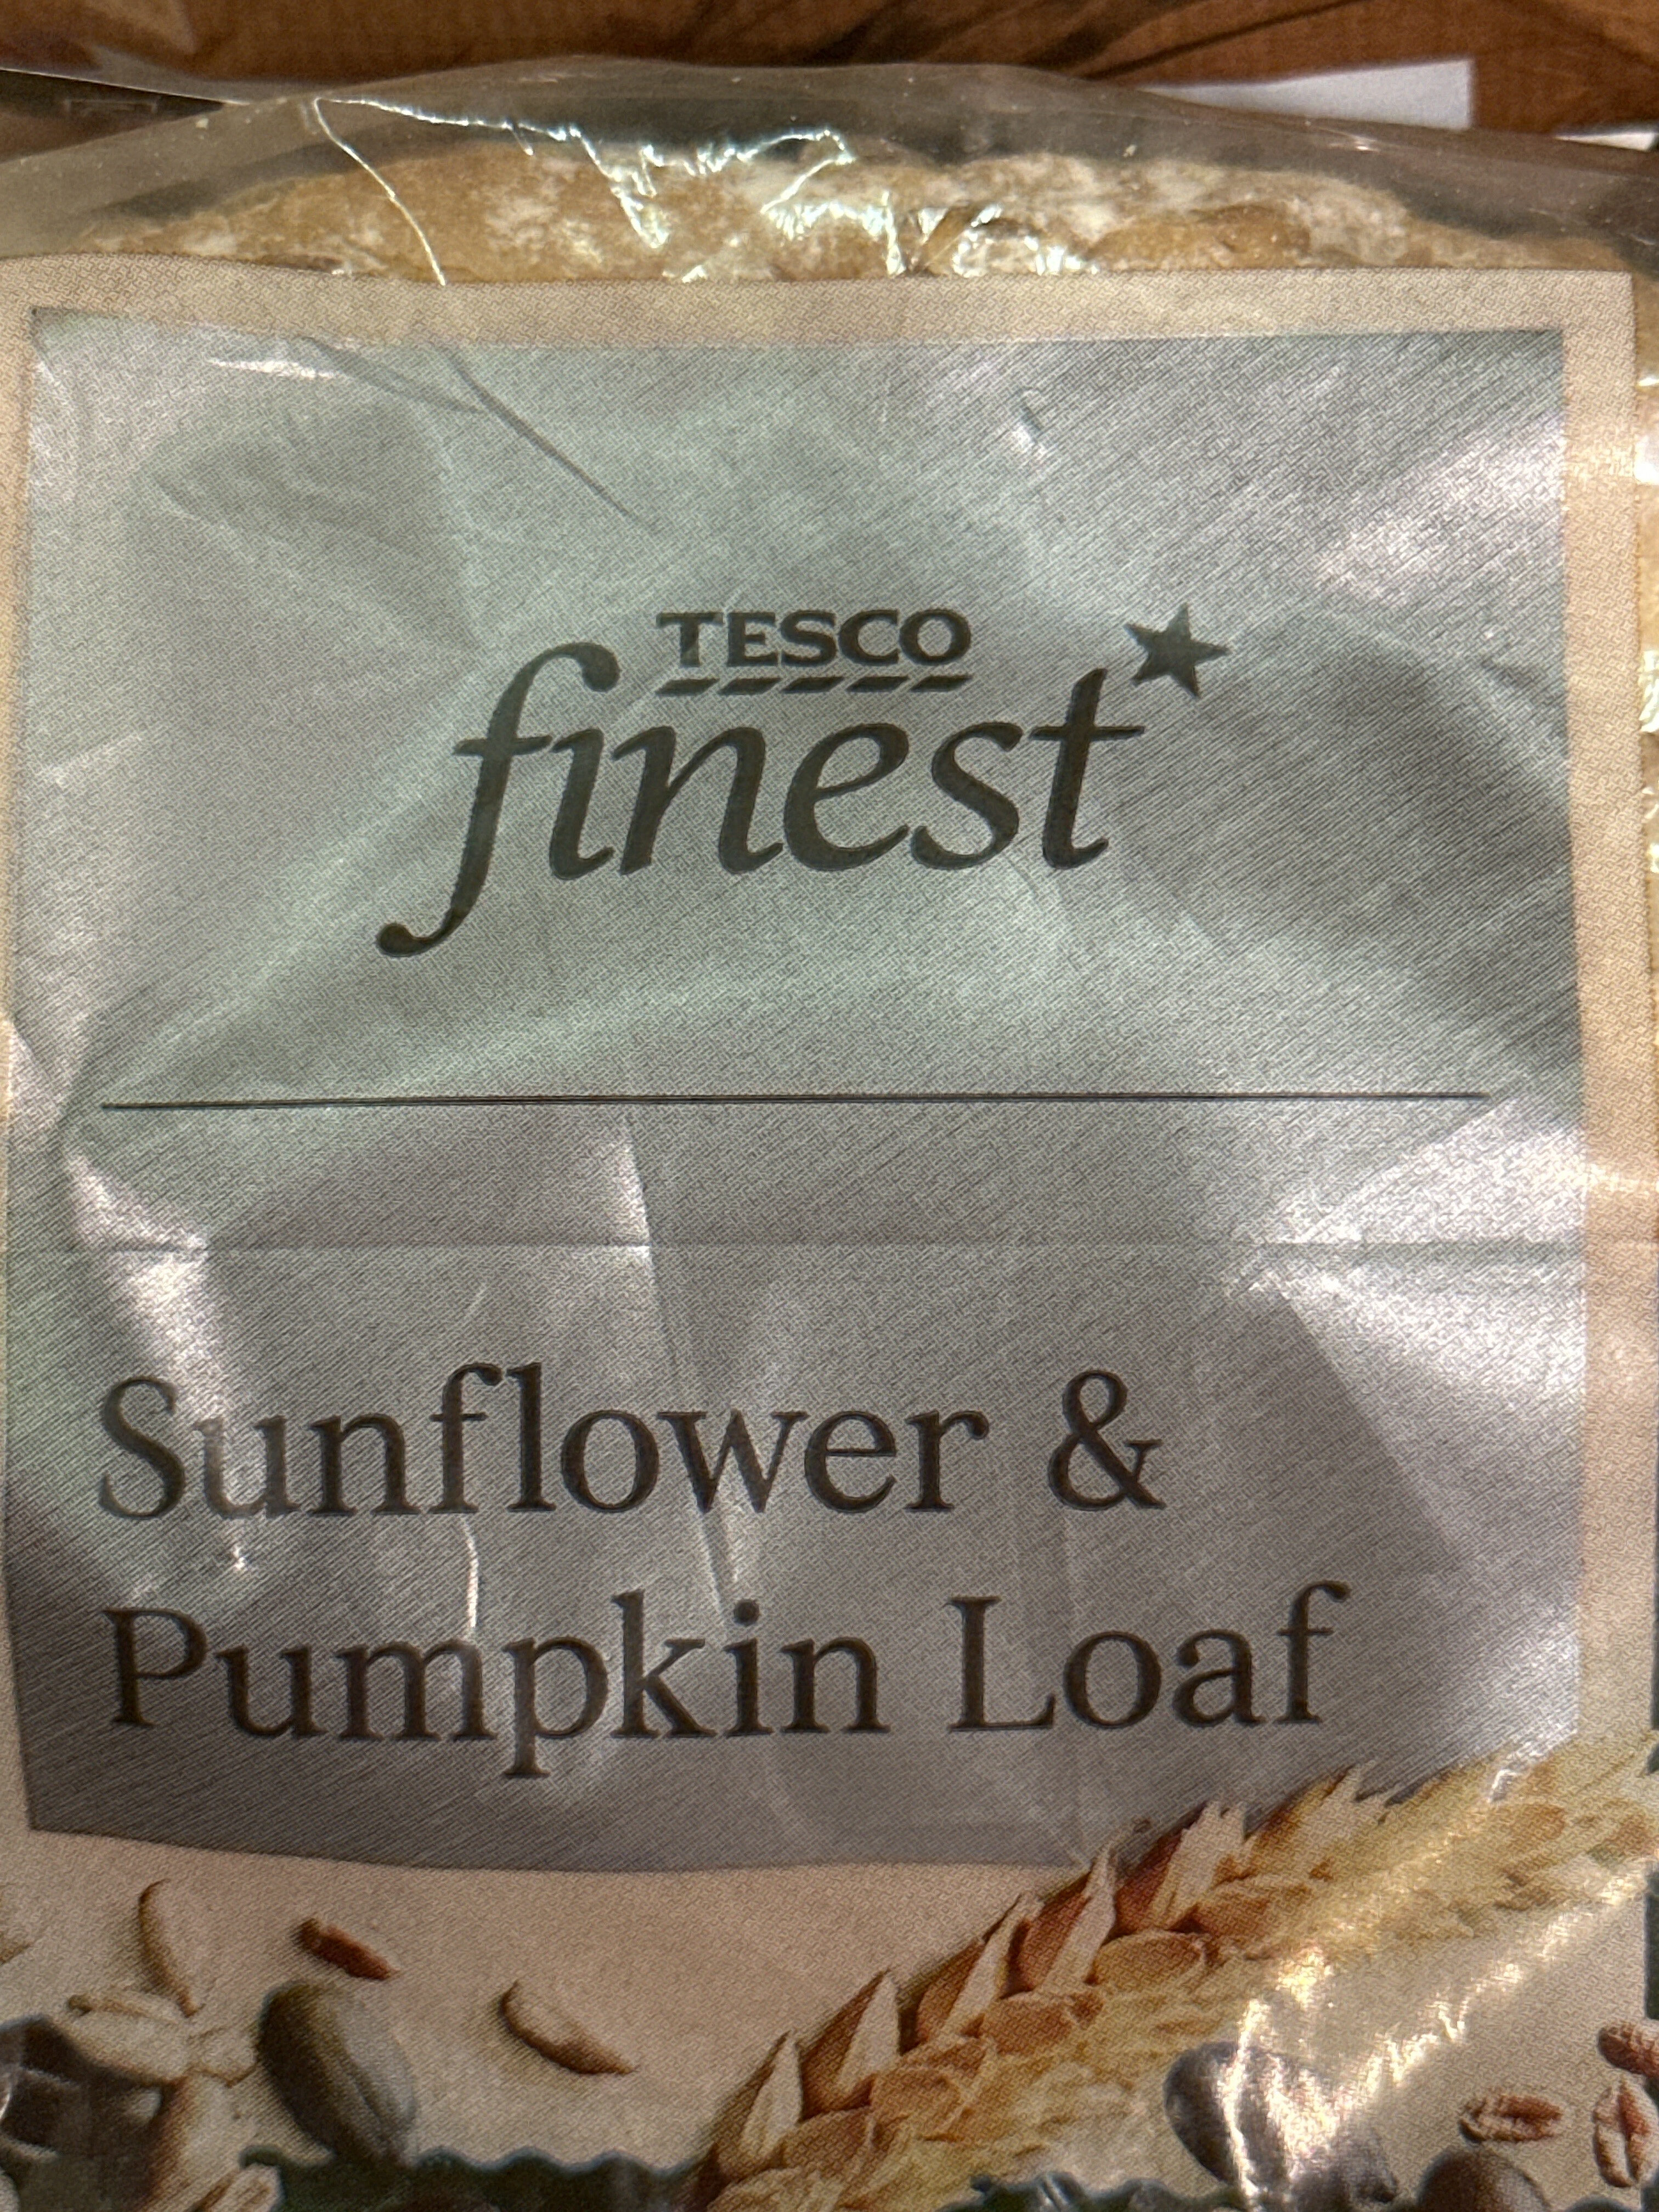 TESCO
finest
Sunflower &
Pumpkin Loaf